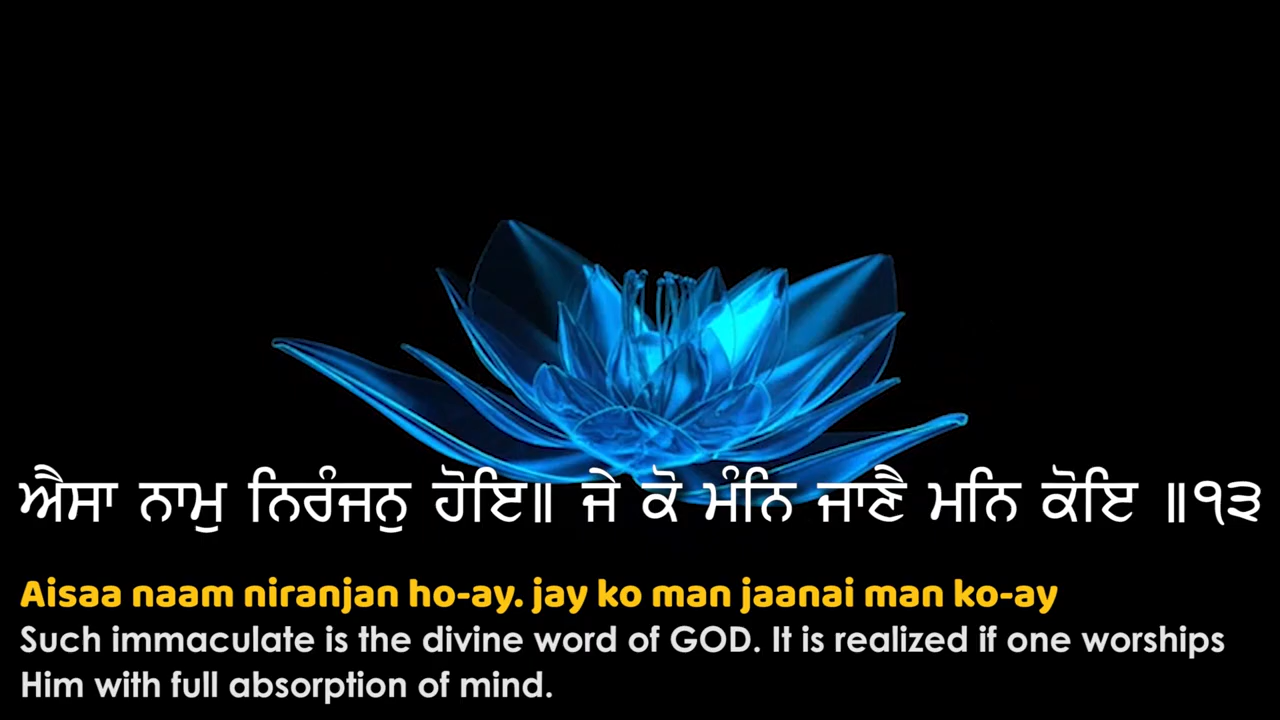 ਐਸਾ ਨਾਮੁ ਨਿਰੰਜਨੁ ਹੋਇ॥ ਜੇ ਕੋ ਮੰਨਿ ਜਾਣੈ ਮਨਿ ਕੋਇ ॥੧੩
Aisaa naam niranjan ho-ay. jay ko man jaanai man ko-ay
Such immaculate is the divine word of GOD. It is realized if one worships
Him with full absorption of mind.